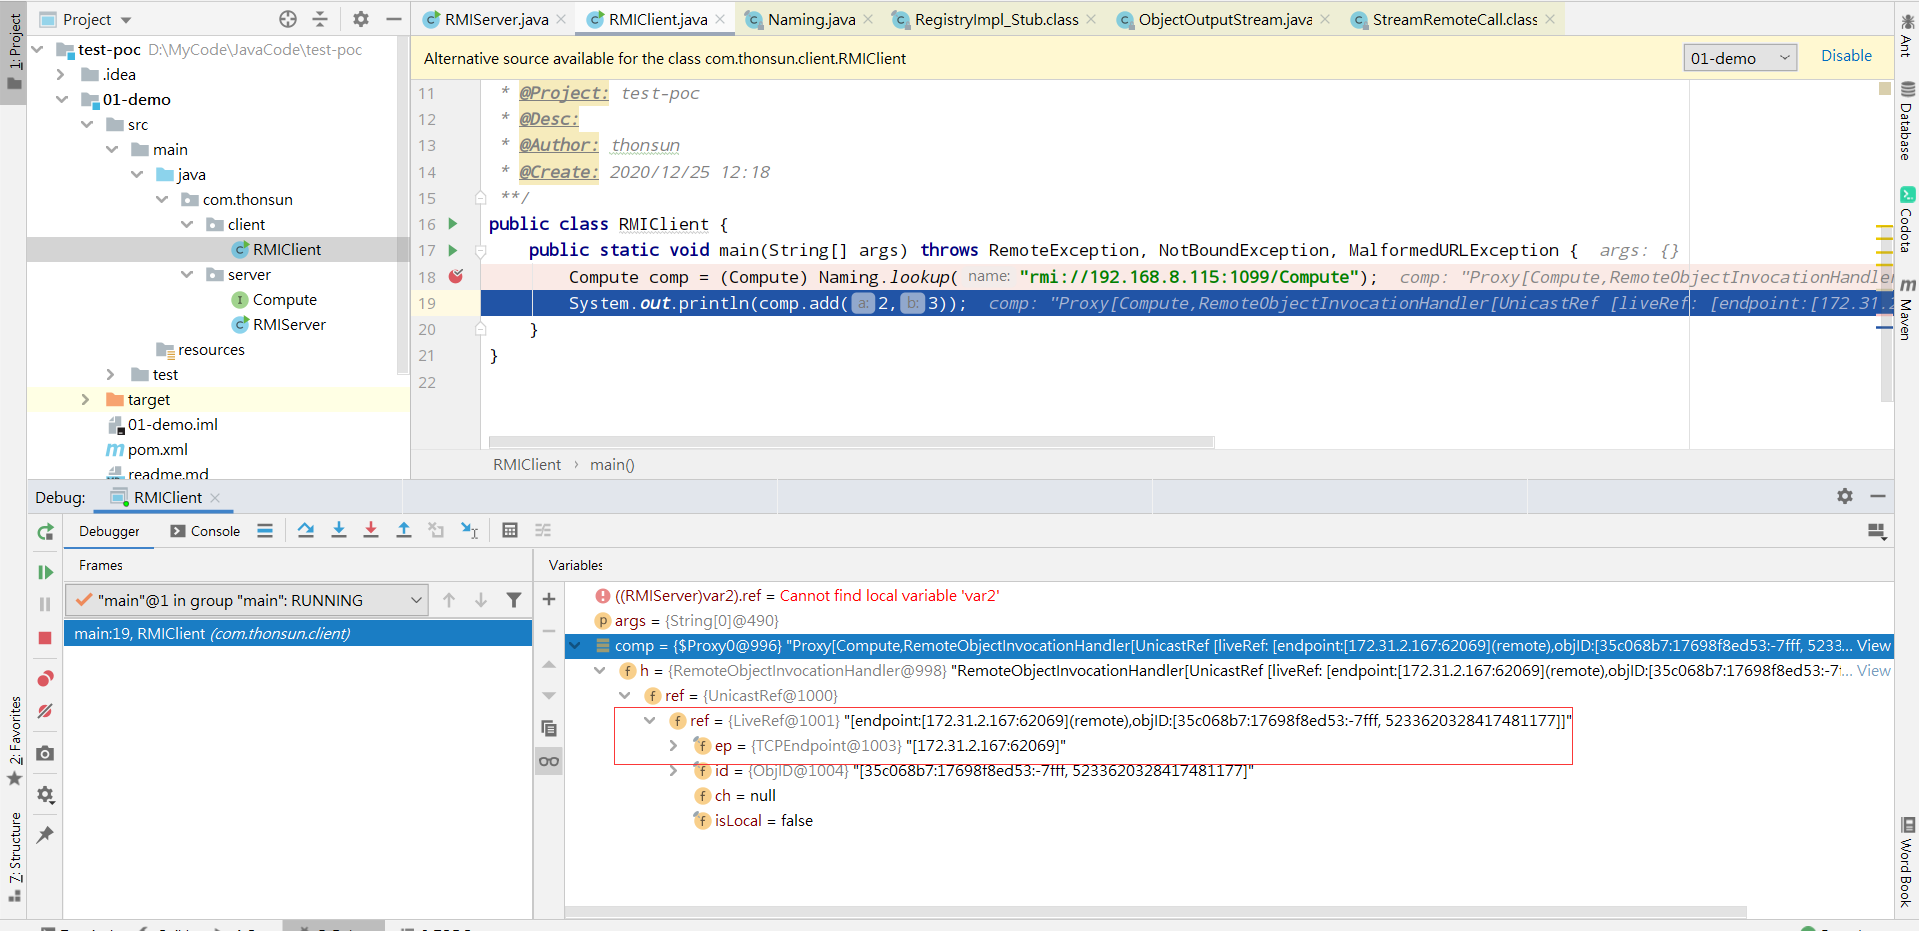 Project
RMIServer.java
RMIClient.java
Naming.java
RegistryImpl_Stub.class
ObjectOutputStream.java
StreamRemoteCall.class
1: Project
2: Favorites
7: Structure
Ant
Database
Codota
Maven
Word Book
test-poc D:\MyCode\JavaCode\test-poc
.idea
01-demo
src
main
java
com.thonsun
client
RMIClient
server
Compute
RMIServer
resources
test
target
01-demo.iml
pom.xml
readme.md
Alternative source available for the class com.thonsun.client.RMIClient
01-demo
Disable
11 * @Project: test-poc
12 * @Desc:
13 * @Author: thonsun
14 * @Create: 2020/12/25 12:18
15 **/
16 public class RMIClient {
17 public static void main(String[] args) throws RemoteException, NotBoundException, MalformedURLException { args: {}
18 Compute comp = (Compute) Naming.lookup( name: "rmi://192.168.8.115:1099/Compute"); comp: "Proxy[Compute,RemoteObjectInvocationHandler
19 System.out.println(comp.add( a: 2, b: 3)); comp: "Proxy[Compute,RemoteObjectInvocationHandler[UnicastRef [liveRef: [endpoint:[172.31.2
20 }
21 }
22
RMIClient › main()
Debug: RMIClient
Debugger
Console
Frames
Variables
"main"@1 in group "main": RUNNING
main:19, RMIClient (com.thonsun.client)
((RMIServer)var2).ref = Cannot find local variable 'var2'
args = {String[0]@490}
comp = {$Proxy0@996} "Proxy[Compute,RemoteObjectInvocationHandler[UnicastRef [liveRef: [endpoint:[172.31.2.167:62069](remote),objID:[35c068b7:17698f8ed53:-7fff, 5233... View
h = {RemoteObjectInvocationHandler@998} "RemoteObjectInvocationHandler[UnicastRef [liveRef: [endpoint:[172.31.2.167:62069](remote),objID:[35c068b7:17698f8ed53:-7f... View
ref = {UnicastRef@1000}
ref = {LiveRef@1001} "[endpoint:[172.31.2.167:62069](remote),objID:[35c068b7:17698f8ed53:-7fff, 5233620328417481177]]"
ep = {TCPEndpoint@1003} "[172.31.2.167:62069]"
id = {ObjID@1004} "[35c068b7:17698f8ed53:-7fff, 5233620328417481177]"
ch = null
isLocal = false